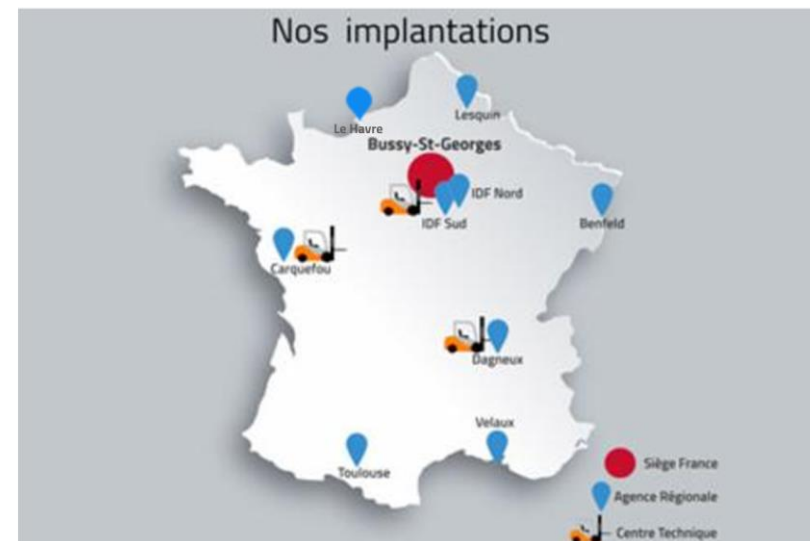 Nos implantations
Lesquin
Le Havre
Bussy-St-Georges
IDF Nord
IDF Sud
Benfeld
Carquefou
Dagneux
Velaux
Toulouse
Siège France
Agence Régionale
Centre Technique